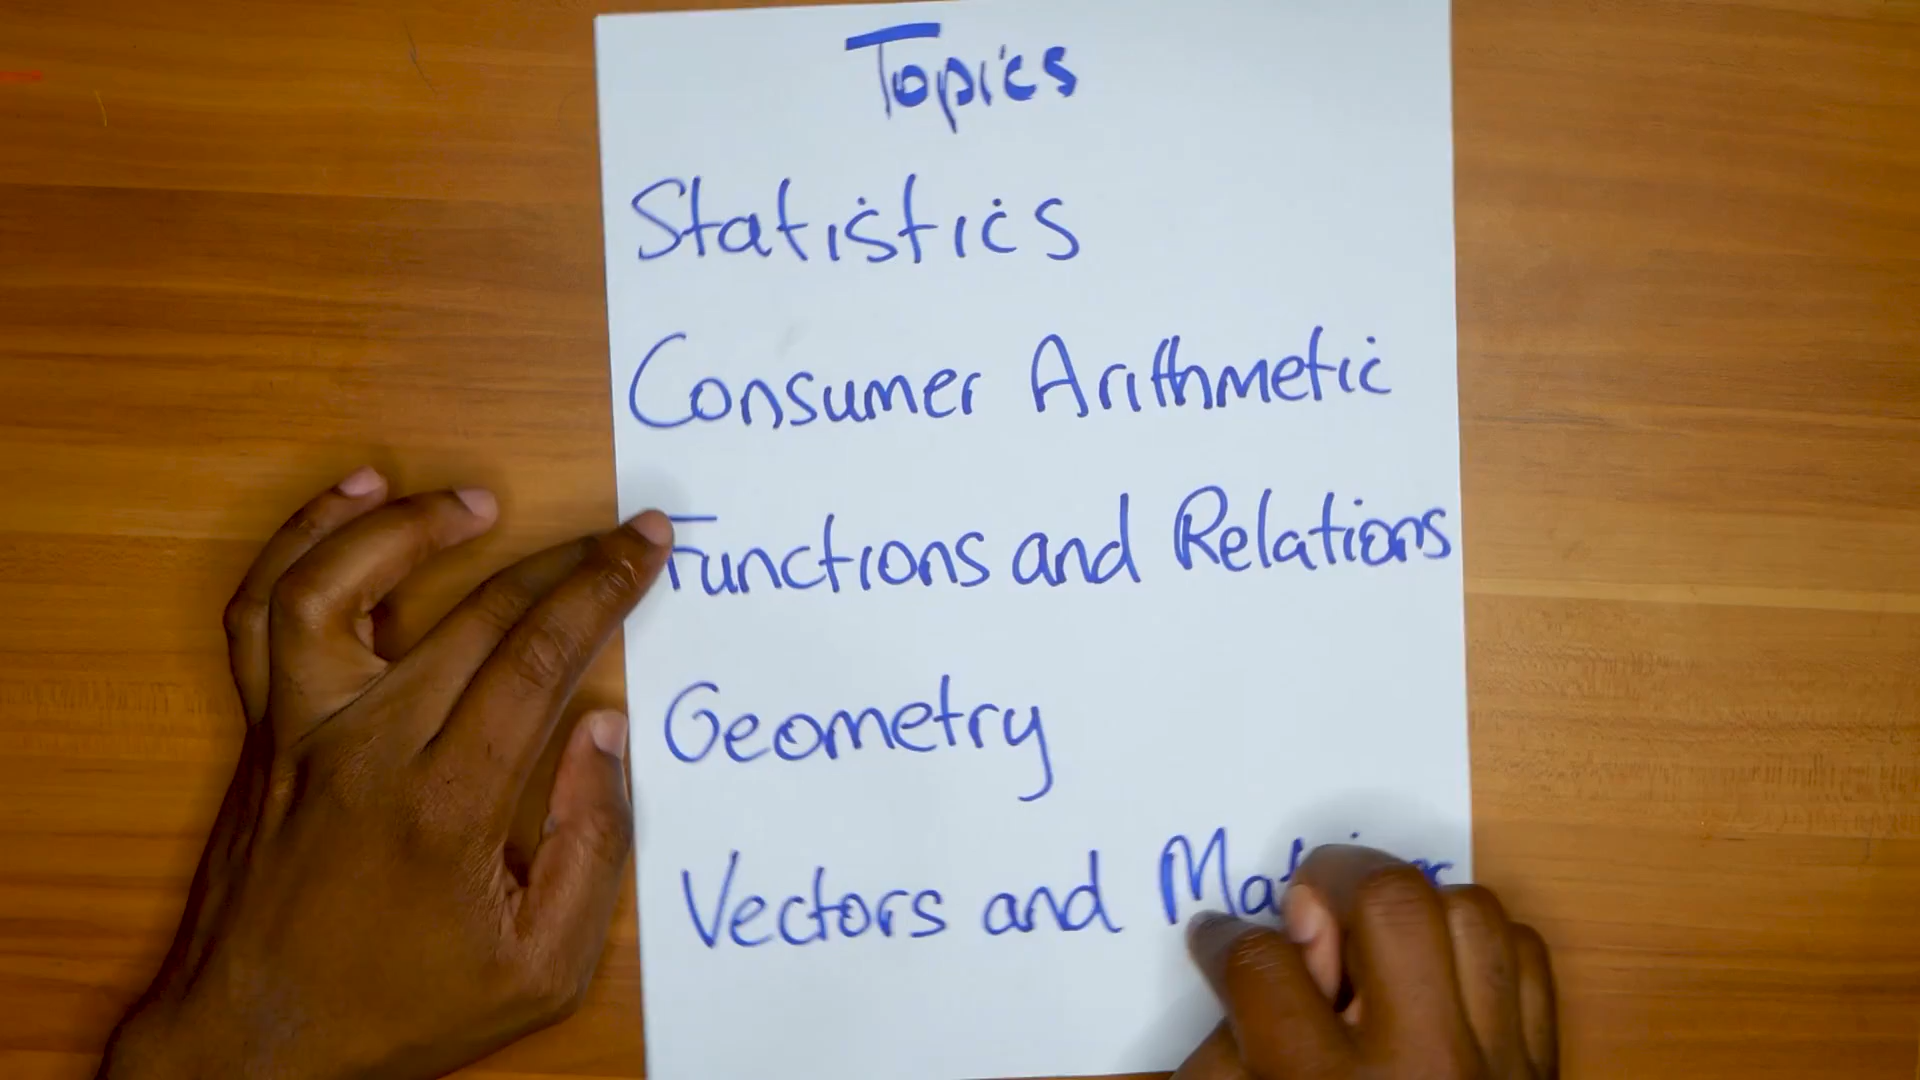 Topics
Statistics
Consumer Arithmetic
Functions and Relations
Geometry
Vectors and